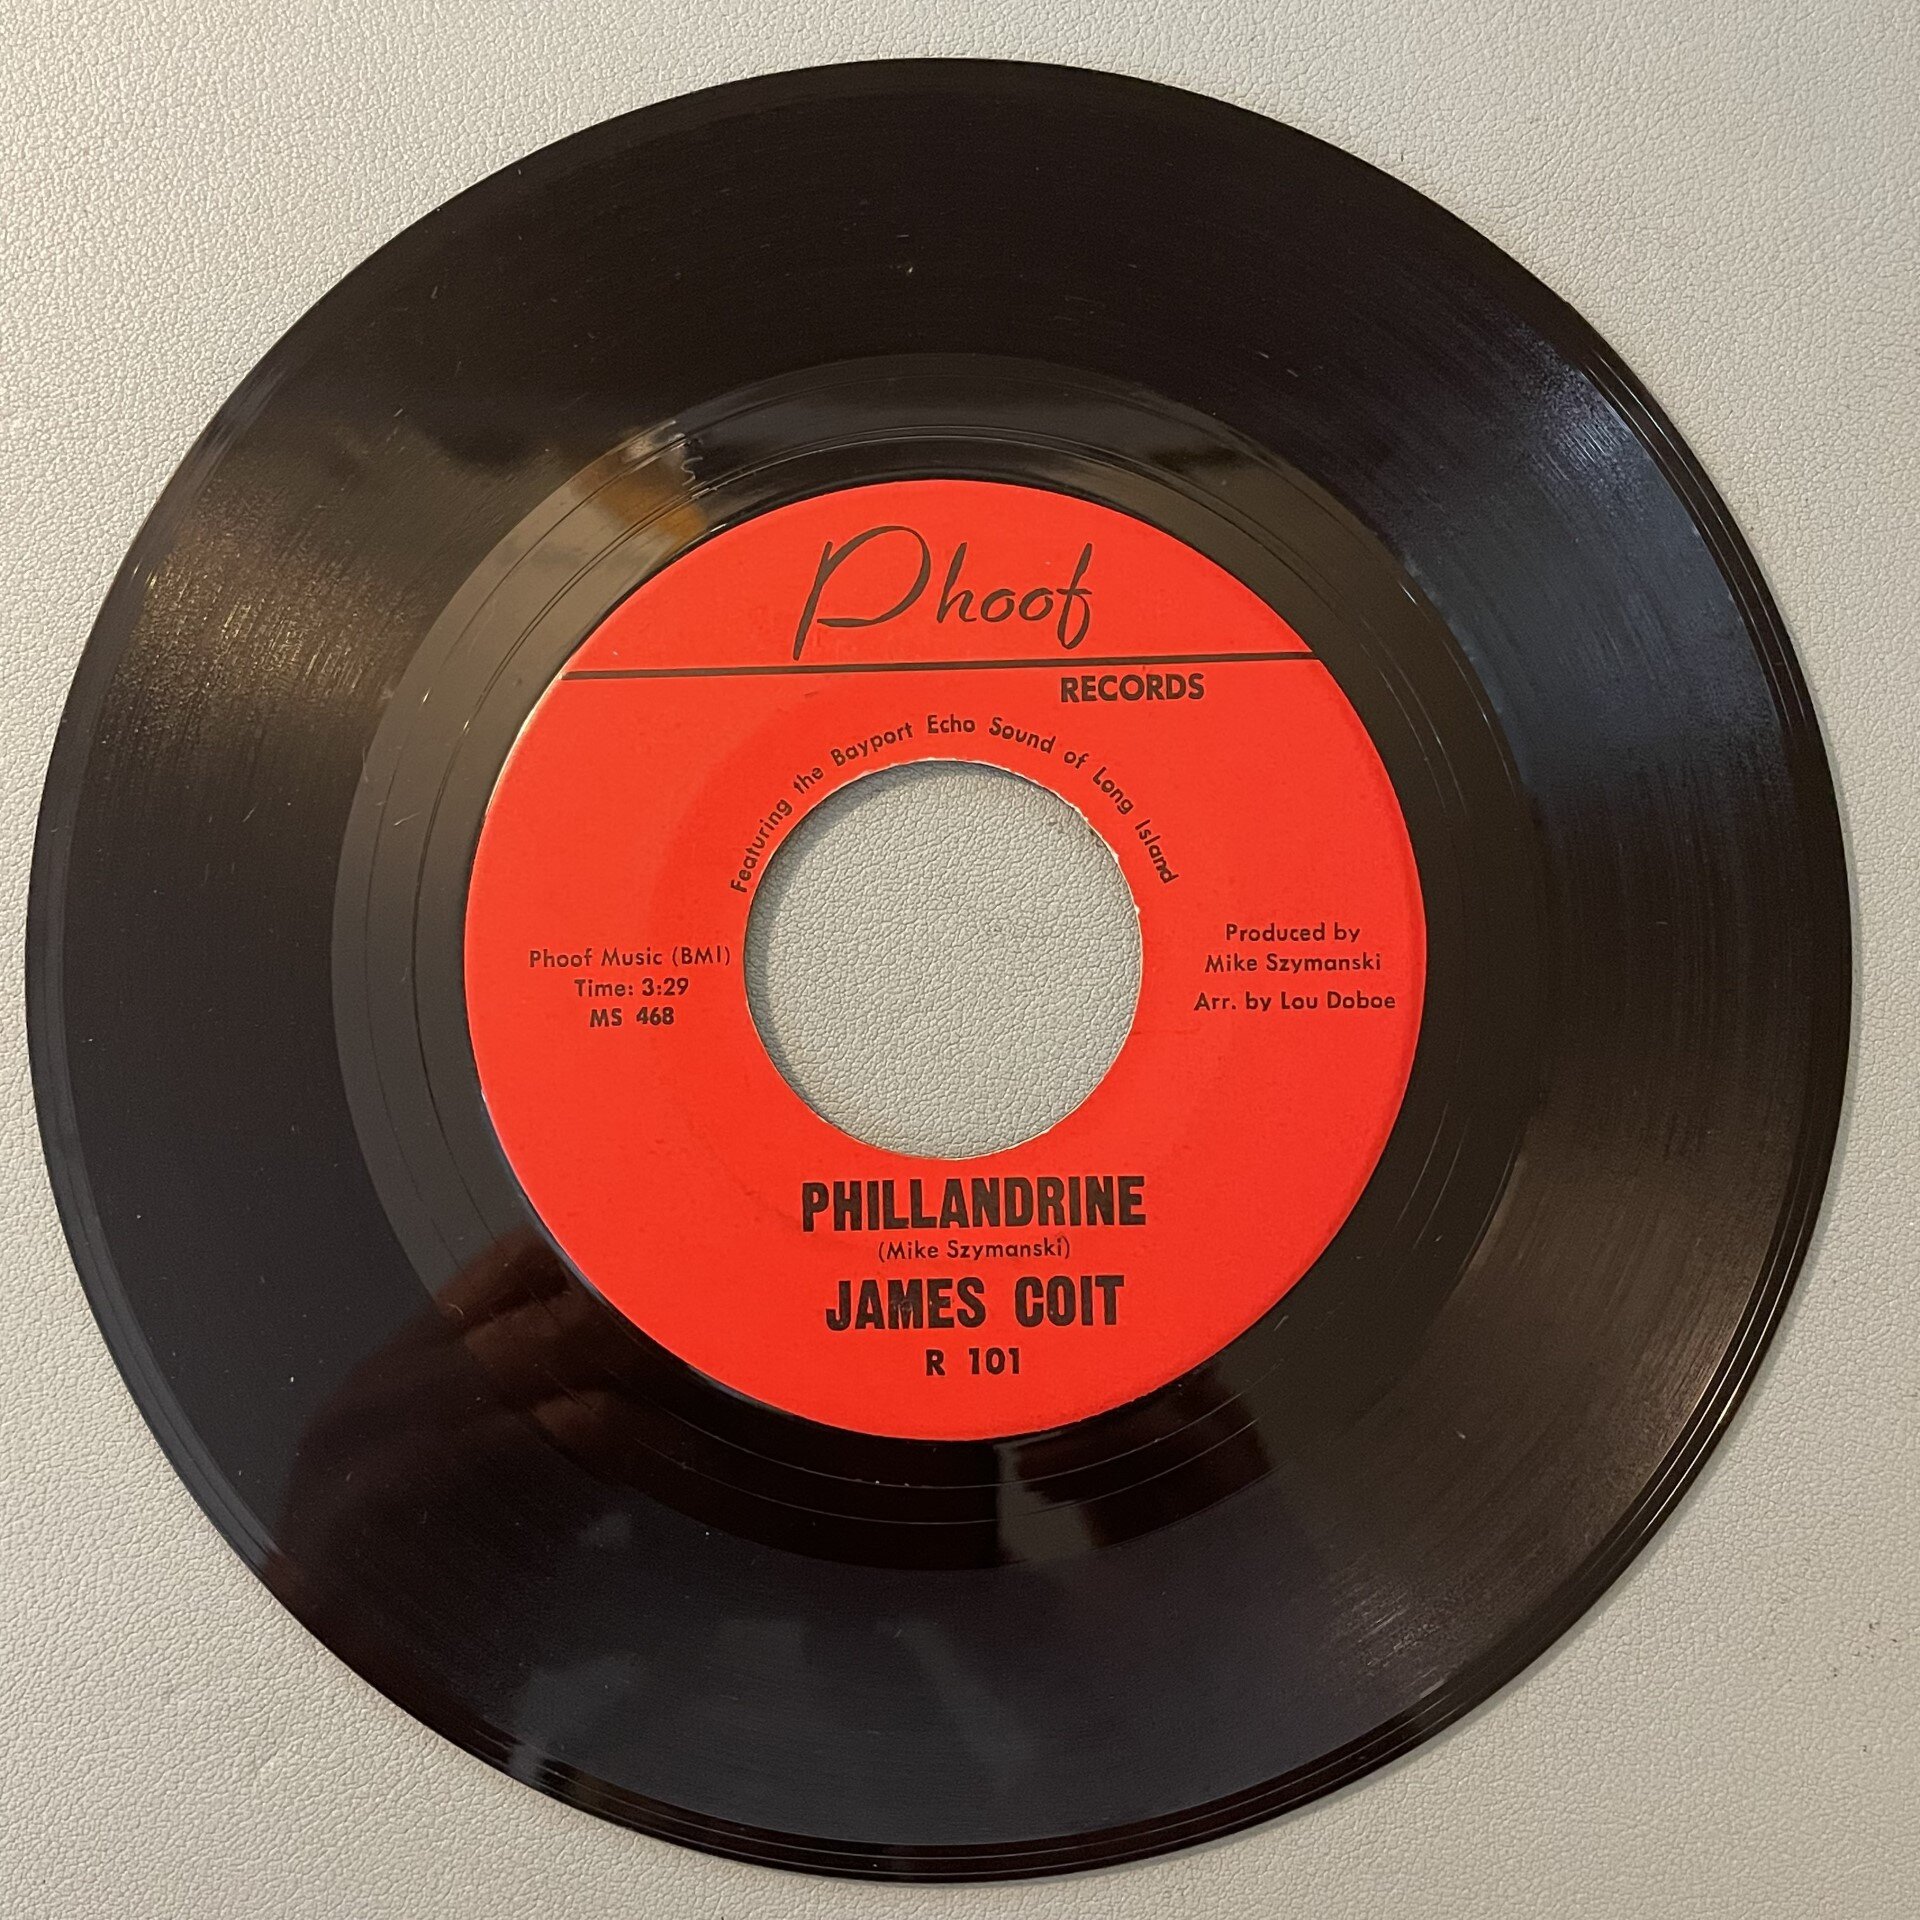 Phoof
RECORDS
Featuring the Bayport Echo Sound of Long Island
Phoof Music (BMI)
Time: 3:29
MS 468
Produced by
Mike Szymanski
Arr. by Lou Doboe
PHILLANDRINE
(Mike Szymanski)
JAMES COIT
R 101